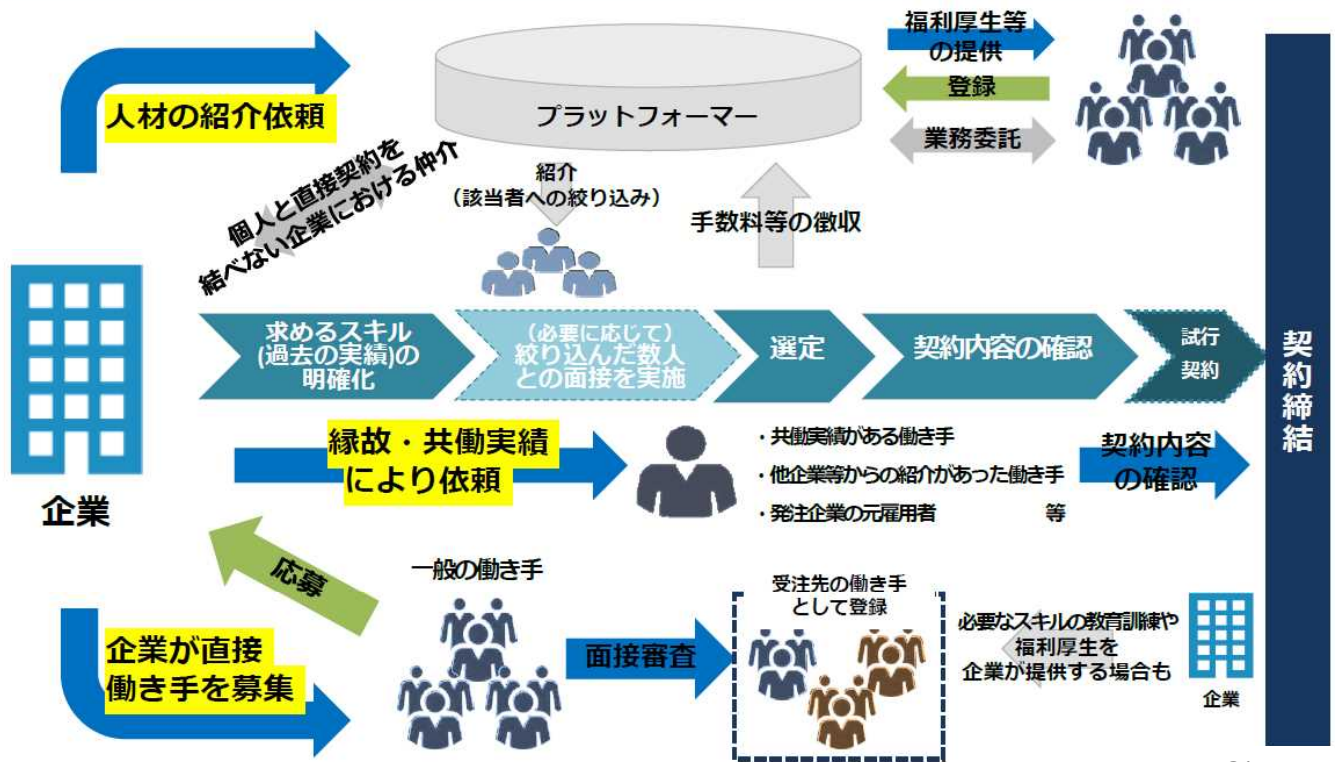 福利厚生等
の提供
登録
業務委託
人材の紹介依頼
プラットフォーマー
個人と直接契約を
結べない企業における仲介
紹介
（該当者への絞り込み）
手数料等の徴収
求めるスキル
(過去の実績)の
明確化
（必要に応じて）
絞り込んだ数人
との面接を実施
選定
契約内容の確認
試行
契約
契約締結
企業
縁故・共働実績
により依頼
・共働実績がある働き手
・他企業等からの紹介があった働き手
・発注企業の元雇用者 等
契約内容
の確認
応募
一般の働き手
企業が直接
働き手を募集
面接審査
受注先の働き手
として登録
必要なスキルの教育訓練や
福利厚生を
企業が提供する場合も
企業